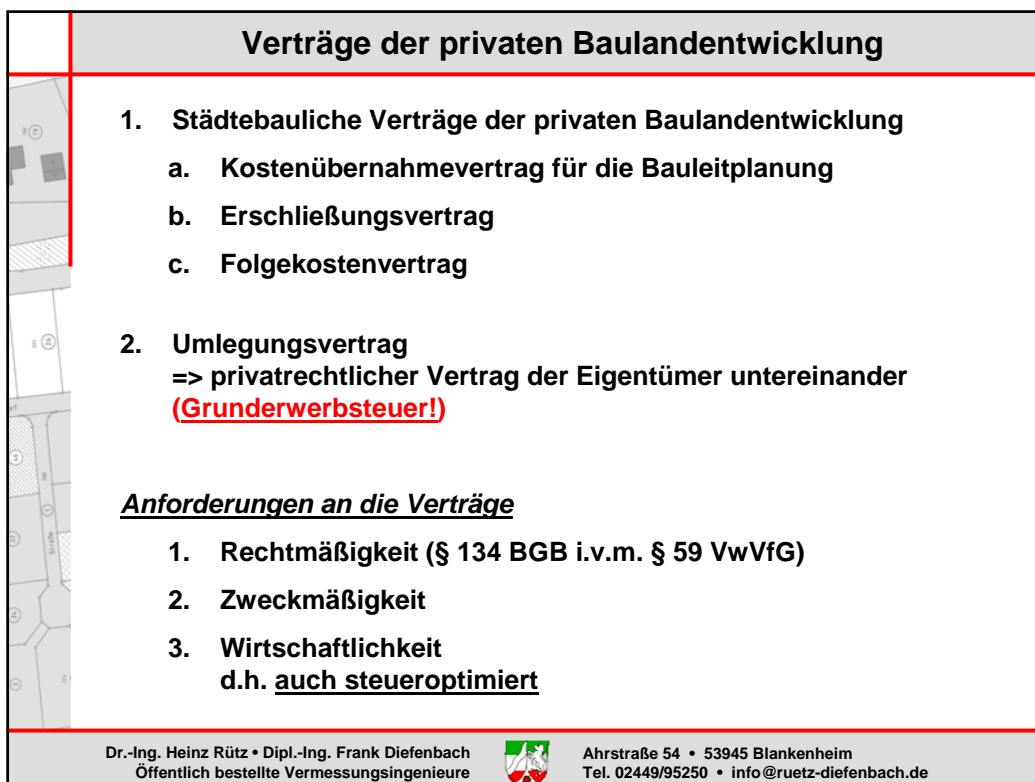 Verträge der privaten Baulandentwicklung
1. Städtebauliche Verträge der privaten Baulandentwicklung
a. Kostenübernahmevertrag für die Bauleitplanung
b. Erschließungsvertrag
c. Folgekostenvertrag
2. Umlegungsvertrag
=> privatrechtlicher Vertrag der Eigentümer untereinander
(Grunderwerbsteuer!)
Anforderungen an die Verträge
1. Rechtmäßigkeit (§ 134 BGB i.v.m. § 59 VwVfG)
2. Zweckmäßigkeit
3. Wirtschaftlichkeit
d.h. auch steueroptimiert
Straße
Dr.-Ing. Heinz Rütz • Dipl.-Ing. Frank Diefenbach
Öffentlich bestellte Vermessungsingenieure
Ahrstraße 54 • 53945 Blankenheim
Tel. 02449/95250 • info@ruetz-diefenbach.de